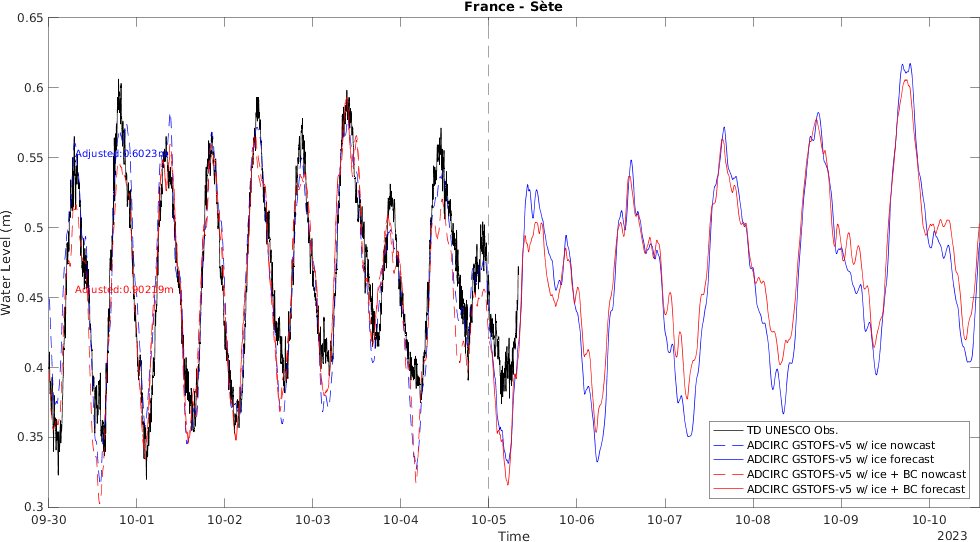 France - Sète
Water Level (m)
0.65
0.6
0.55
0.5
0.45
0.4
0.35
0.3
Adjusted:0.6023m
Adjusted:0.90219m
TD UNESCO Obs.
ADCIRC GSTOFS-v5 w/ ice nowcast
ADCIRC GSTOFS-v5 w/ ice forecast
ADCIRC GSTOFS-v5 w/ ice + BC nowcast
ADCIRC GSTOFS-v5 w/ ice + BC forecast
09-30 10-01 10-02 10-03 10-04 10-05 10-06 10-07 10-08 10-09 10-10
Time
2023